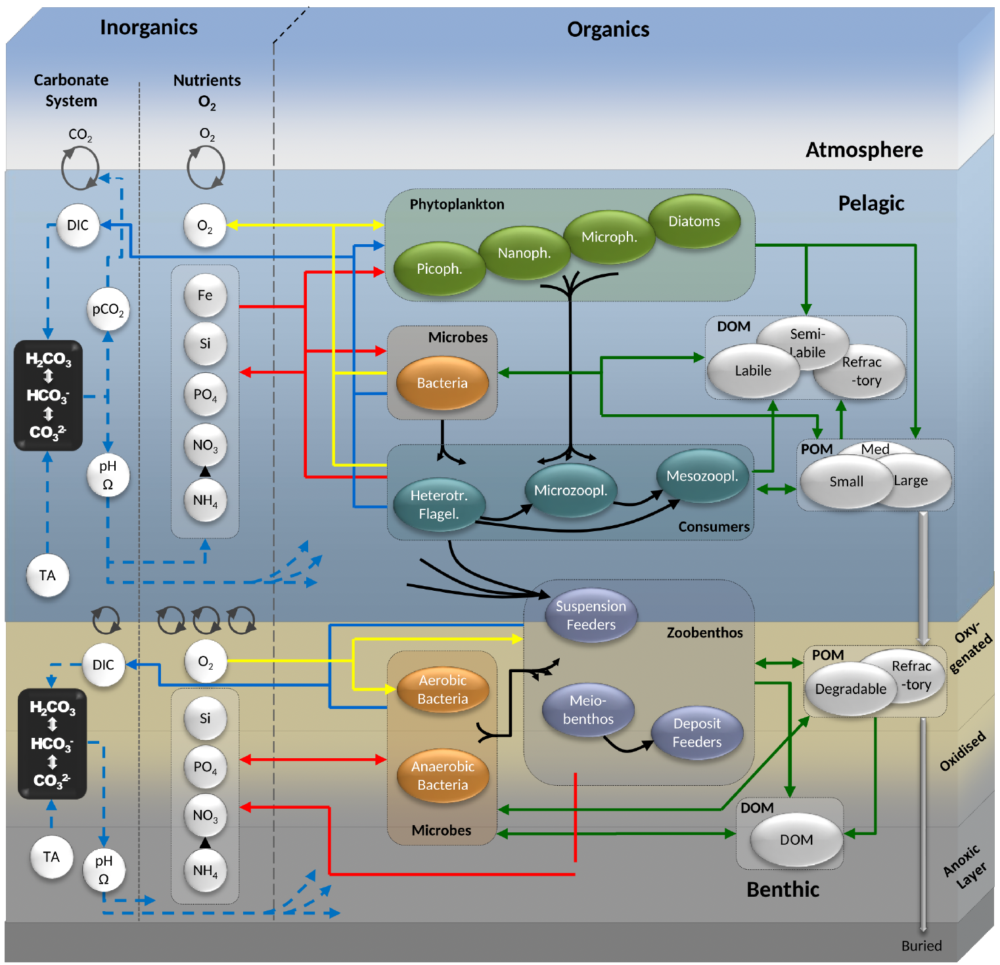 Inorganics
Organics
Carbonate
System
Nutrients
O₂
CO₂
O₂
Atmosphere
Pelagic
DIC
O₂
Phytoplankton
Picoph.
Nanoph.
Microph.
Diatoms
Fe
Si
PO₄
NO₃
NH₄
pCO₂
H₂CO₃
HCO₃⁻
CO₃²⁻
pH
Ω
TA
Microbes
Bacteria
DOM
Semi-
Labile
Labile
Refrac
-tory
POM
Med
Small
Large
Heterotr.
Flagel.
Microzoopl.
Mesozoopl.
Consumers
Suspension
Feeders
Zoobenthos
Meio-
benthos
Deposit
Feeders
Oxy-
genated
DIC
O₂
H₂CO₃
HCO₃⁻
CO₃²⁻
TA
pH
Ω
Si
PO₄
NO₃
NH₄
Aerobic
Bacteria
Anaerobic
Bacteria
Microbes
POM
Degradable
Refrac
-tory
Oxidised
DOM
DOM
Anoxic
Layer
Benthic
Buried